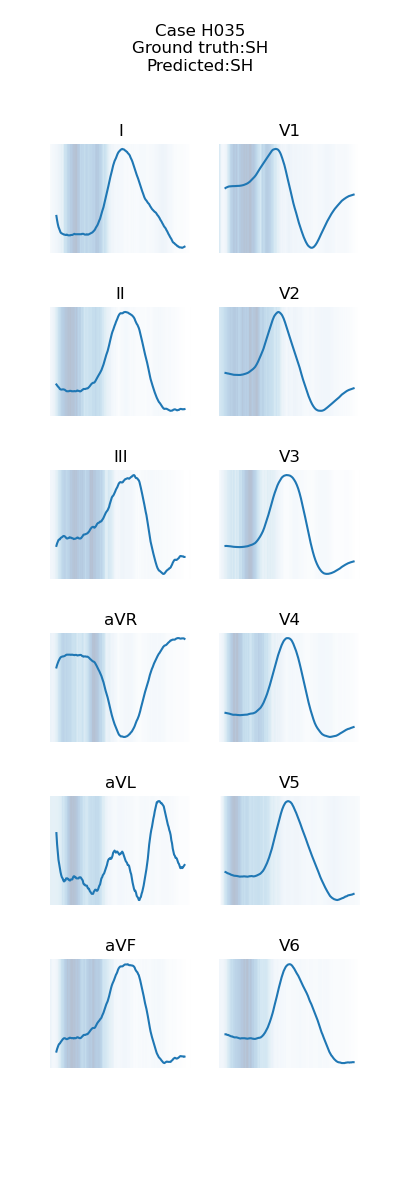 Case H035
Ground truth:SH
Predicted:SH
I
V1
II
V2
III
V3
aVR
V4
aVL
V5
aVF
V6